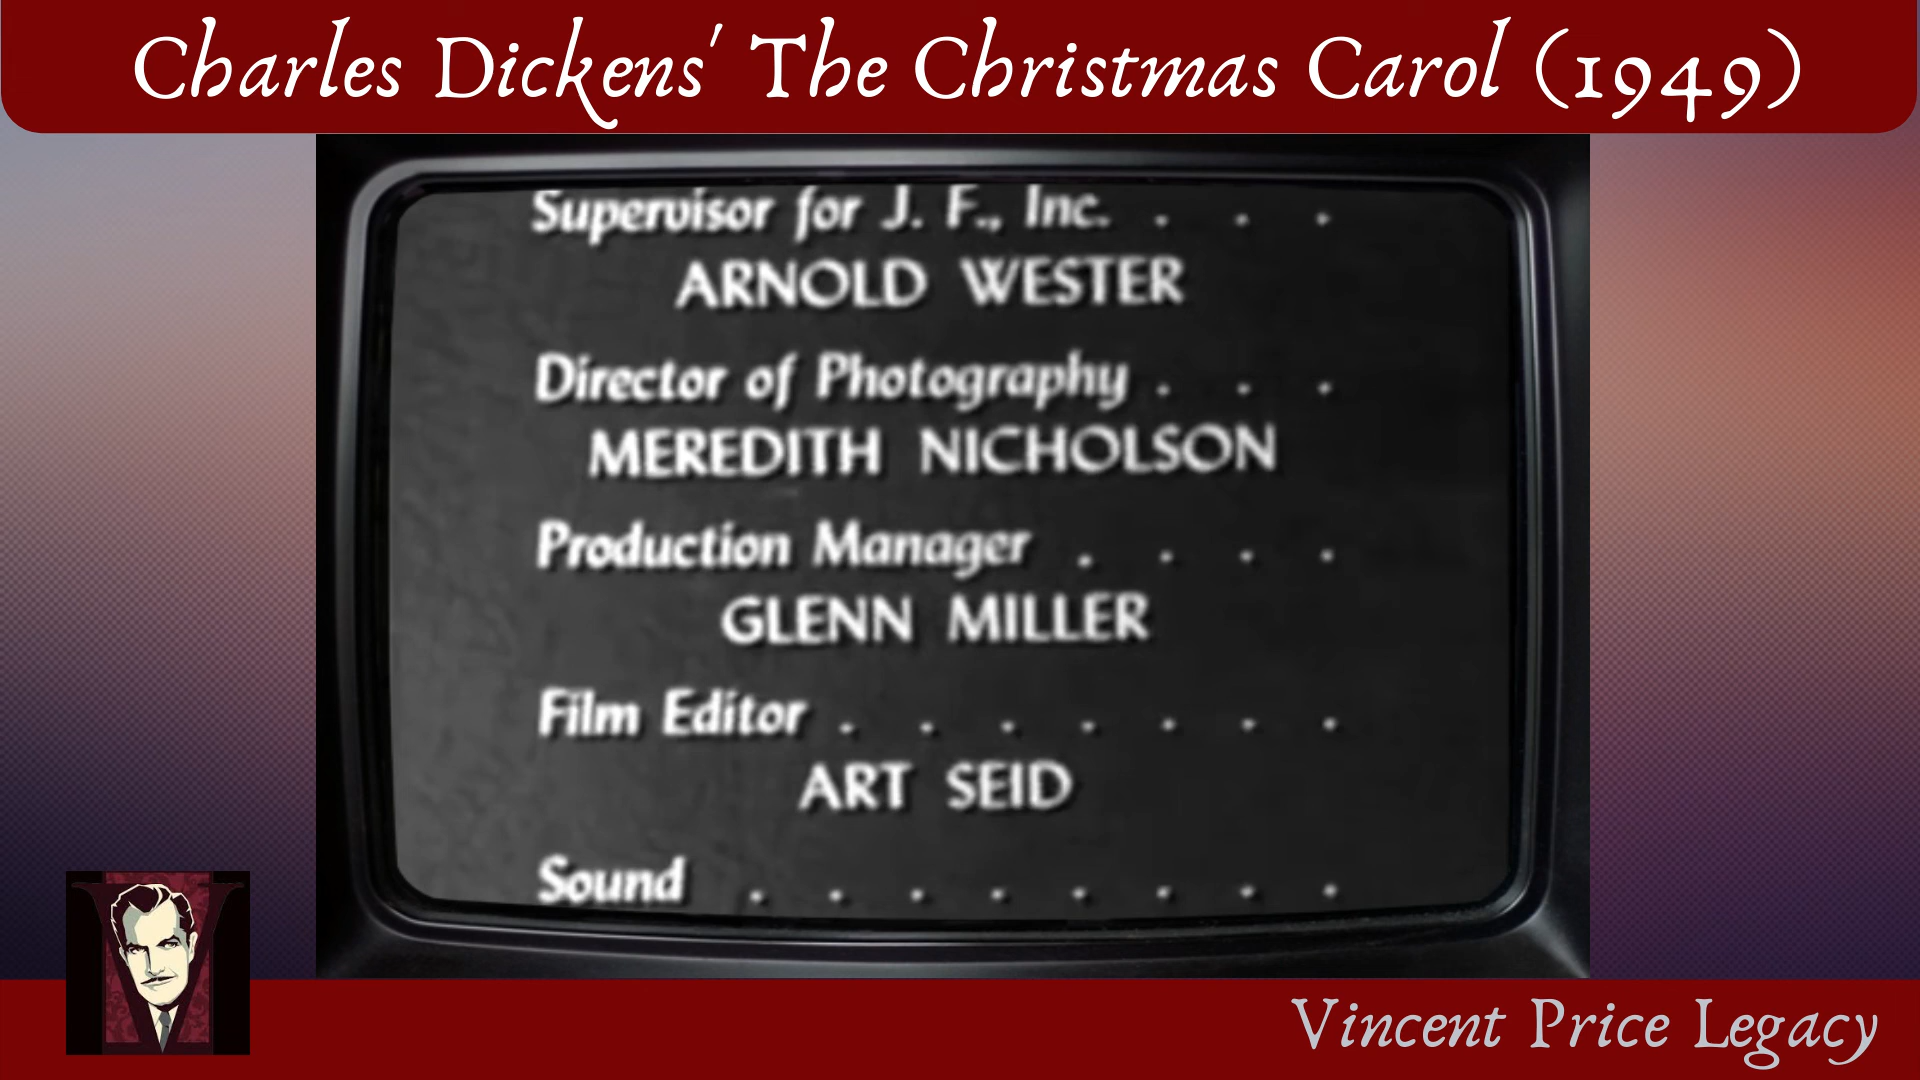 Charles Dickens' The Christmas Carol (1949)
Supervisor for J. F., Inc. . . .
ARNOLD WESTER
Director of Photography . . .
MEREDITH NICHOLSON
Production Manager . . . .
GLENN MILLER
Film Editor . . . . . . .
ART SEID
Sound . . . . . . . .
V
Vincent Price Legacy